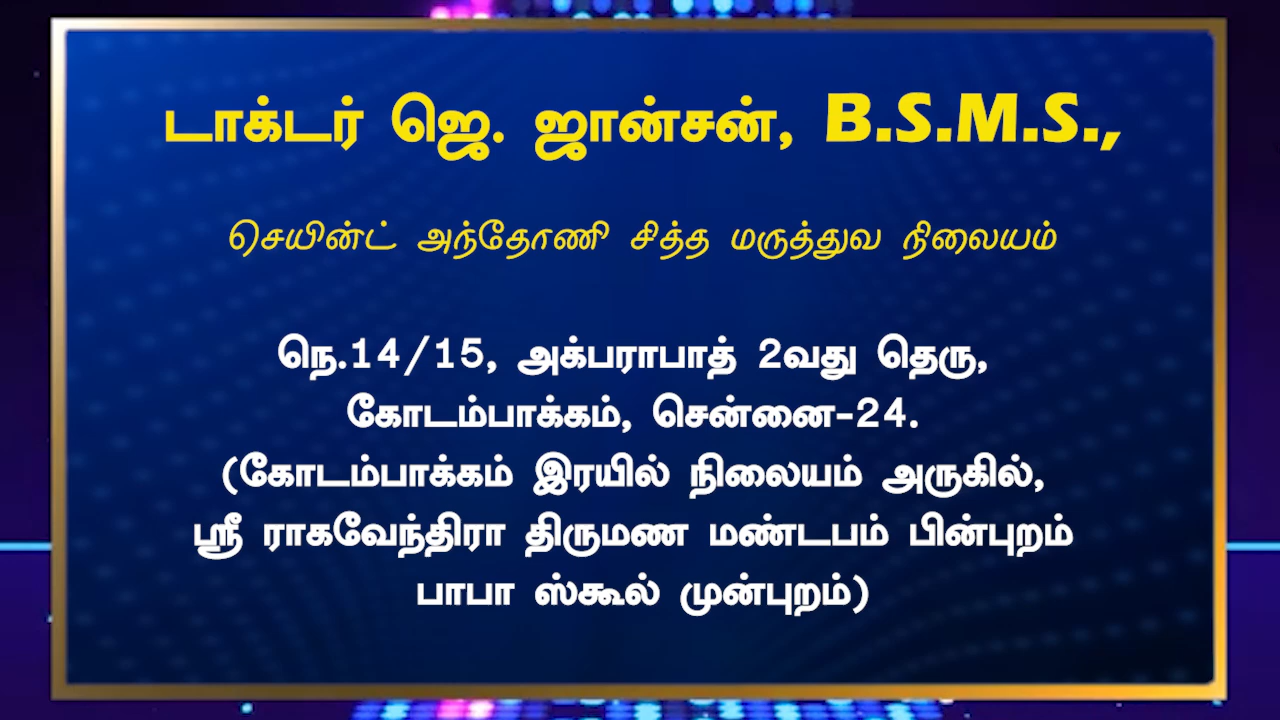 டாக்டர் ஜெ. ஜான்சன், B.S.M.S.,
செயின்ட் அந்தோணி சித்த மருத்துவ நிலையம்
நெ.14/15, அக்பராபாத் 2வது தெரு,
கோடம்பாக்கம், சென்னை-24.
(கோடம்பாக்கம் இரயில் நிலையம் அருகில்,
ஸ்ரீ ராகவேந்திரா திருமண மண்டபம் பின்புறம்
பாபா ஸ்கூல் முன்புறம்)